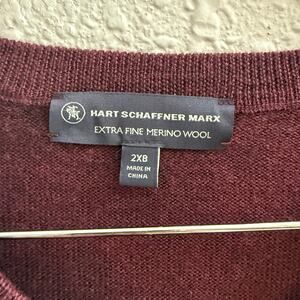 HART SCHAFFNER MARX
EXTRA FINE MERINO WOOL
2XB
MADE IN
CHINA